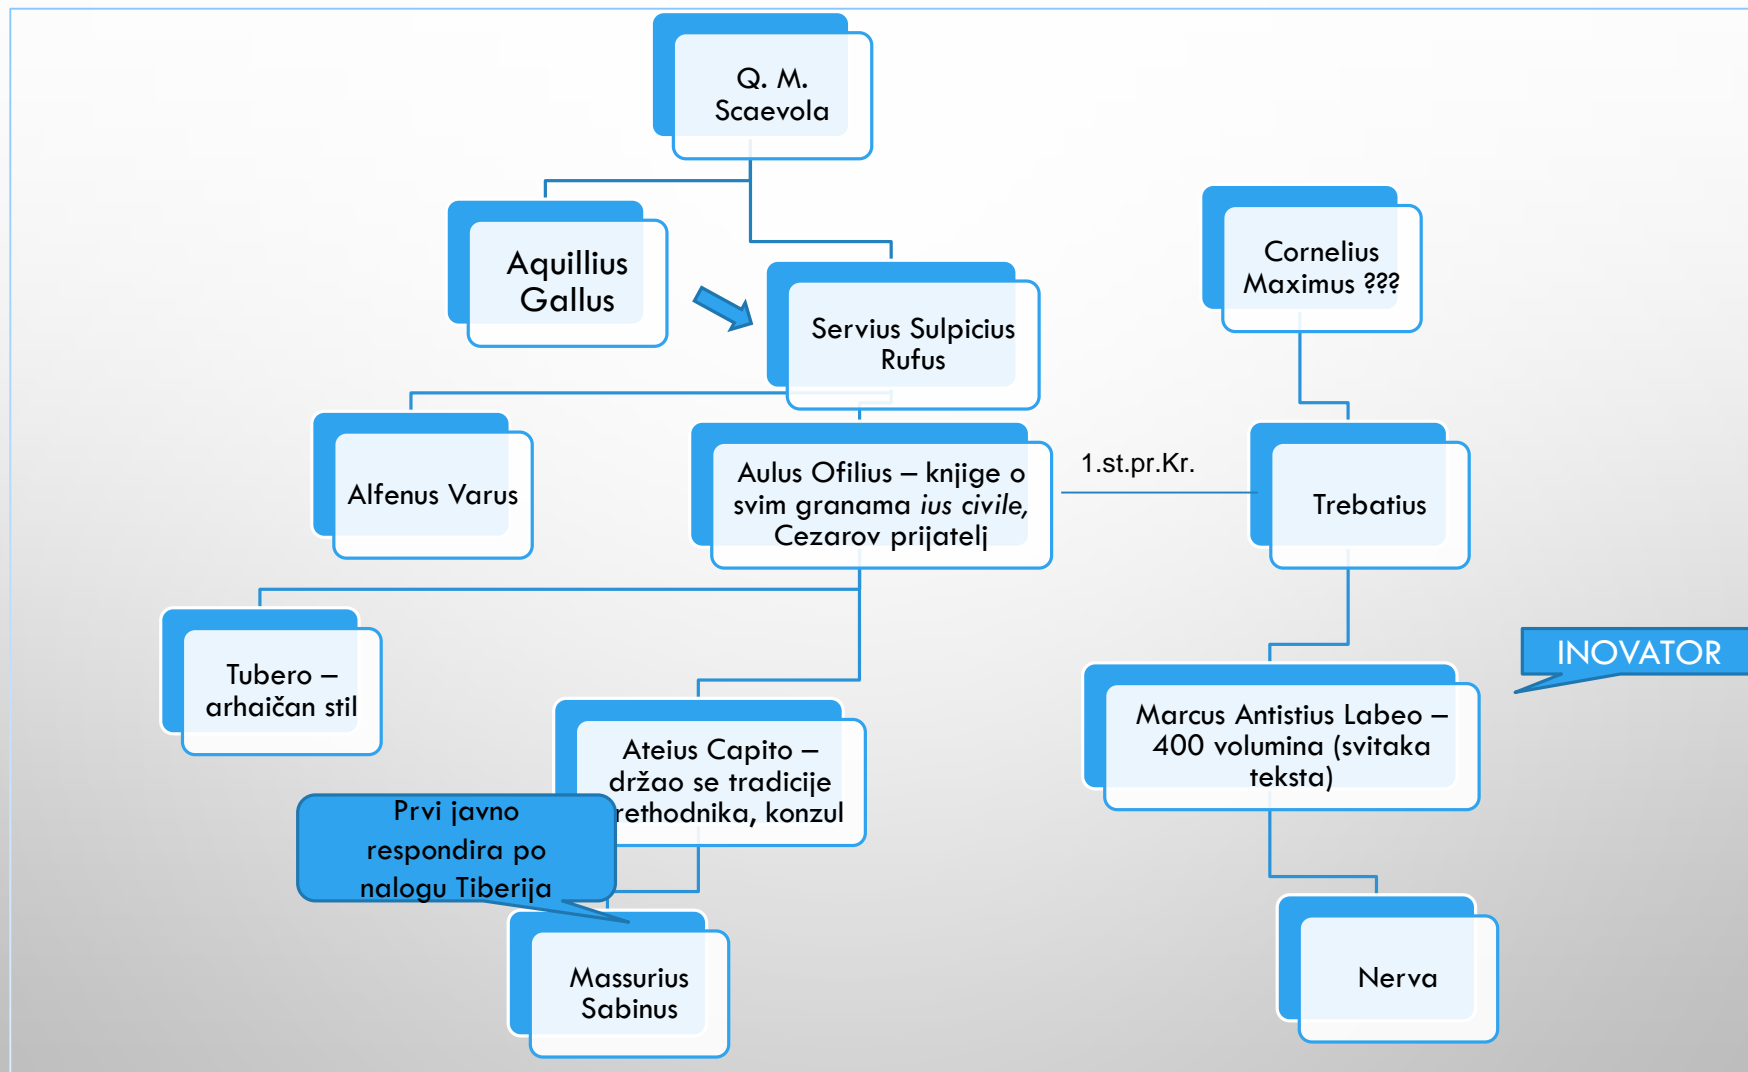 Q. M.
Scaevola
Aquillius
Gallus
Servius Sulpicius
Rufus
Cornelius
Maximus ???
Alfenus Varus
Aulus Ofilius – knjige o
svim granama ius civile,
Cezarov prijatelj
1.st.pr.Kr.
Trebatius
Tubero –
arhaičan stil
Ateius Capito –
držao se tradicije
rethodnika, konzul
INOVATOR
Marcus Antistius Labeo –
400 volumina (svitaka
teksta)
Prvi javno
respondira po
nalogu Tiberija
Massurius
Sabinus
Nerva